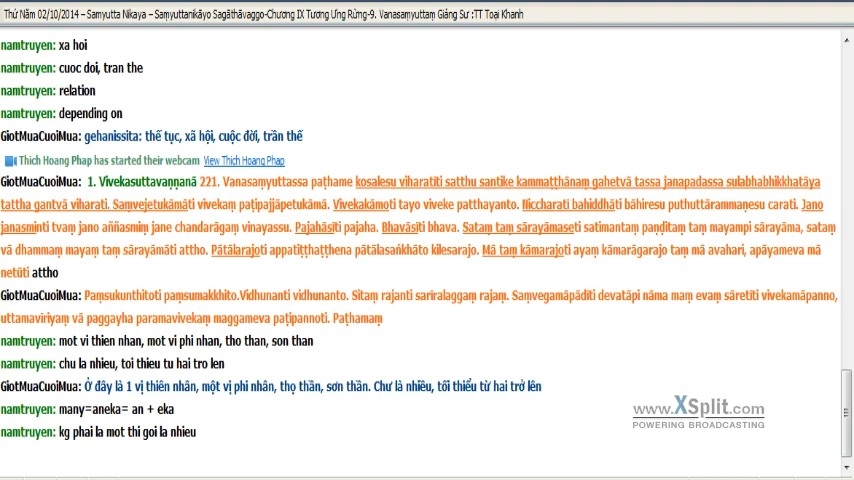 Thứ Năm 02/10/2014 – Saṃyutta Nikaya – Saṃyuttanikāyo Sagāthāvaggo-Chương IX Tương Ưng Rừng-9. Vanasaṃyuttaṃ Giảng Sư :TT Toại Khanh
namtruyen: xa hoi
namtruyen: cuoc doi, tran the
namtruyen: relation
namtruyen: depending on
GiotMuaCuoiMua: gehanissita: thế tục, xã hội, cuộc đời, trần thế
Thich Hoang Phap has started their webcam View Thich Hoang Phap
GiotMuaCuoiMua: 1. Vivekasuttavaṇṇanā 221. Vanasaṃyuttassa paṭhame kosalesu viharatīti satthu santike kammaṭṭhānaṃ gahetvā tassa janapadassa sulabhabhikkhatāya
tattha gantvā viharati. Saṃvejetukāmāti vivekaṃ paṭipajjāpetukāmā. Vivekakāmoti tayo viveke patthayanto. Niccharatī bahiddhāti bāhiresu puthuttārammaṇesu carati. Jano
janasminti tvaṃ jano aññasmiṃ jane chandarāgaṃ vinayassu. Pajahāsīti pajaha. Bhavāsīti bhava. Sataṃ taṃ sārayāmaseti satimantaṃ paṇḍitaṃ taṃ mayampi sārayāma, sataṃ
vā dhammaṃ mayaṃ taṃ sārayāmāti attho. Pātālarajoti appatiṭṭhaṭṭhena pātālasaṅkhāto kilesarajo. Mā taṃ kāmarajoti ayaṃ kāmarāgarajo taṃ mā avahari, apāyameva mā
netūti attho
GiotMuaCuoiMua: Paṃsukunthitoti paṃsumakkhito.Vidhunanti vidhunanto. Sitaṃ rajanti sarīralaggaṃ rajaṃ. Saṃvegamāpādīti devatāpi nāma maṃ evaṃ sāretīti vivekamāpanno,
uttamavīriyaṃ vā paggayha paramavivekaṃ maggameva paṭipannoti. Paṭhamaṃ
namtruyen: mot vi thien nhan, mot vi phi nhan, tho than, son than
namtruyen: chu la nhieu, toi thieu tu hai tro len
GiotMuaCuoiMua: Ở đây là 1 vị thiên nhân, một vị phi nhân, thọ thần, sơn thần. Chư là nhiều, tối thiểu từ hai trở lên
namtruyen: many=aneka= an + eka
namtruyen: kg phai la mot thi goi la nhieu
www.XSplit.com
POWERING BROADCASTING